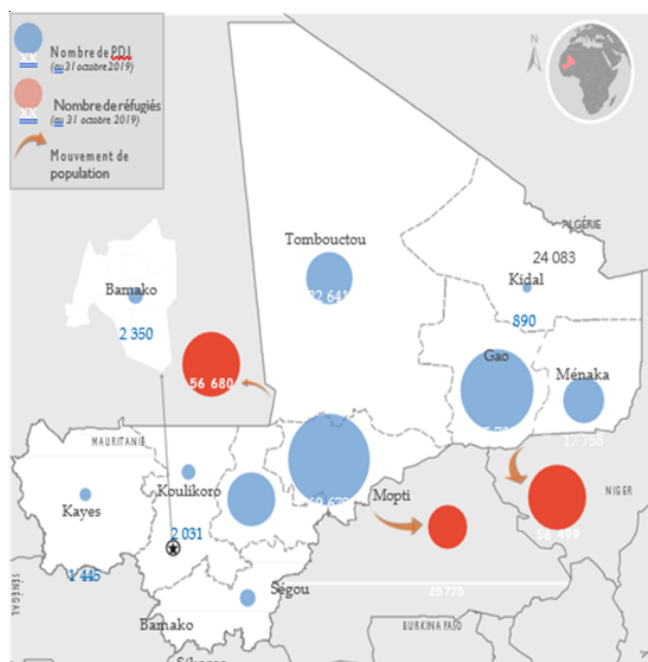 XX
Nombre de PDI
(au 31 octobre 2019)
XX
Nombre de réfugiés
(au 31 octobre 2019)
Mouvement de
population
N
ALGÉRIE
Tombouctou
24 083
Kidal
Bamako
890
2 350
Gao
Ménaka
56 680
MAURITANIE
Koulikoro
Mopti
NIGER
Kayes
2 031
56 499
1 445
SÉNÉGAL
Ségou
25 775
Bamako
BURKINA FASO